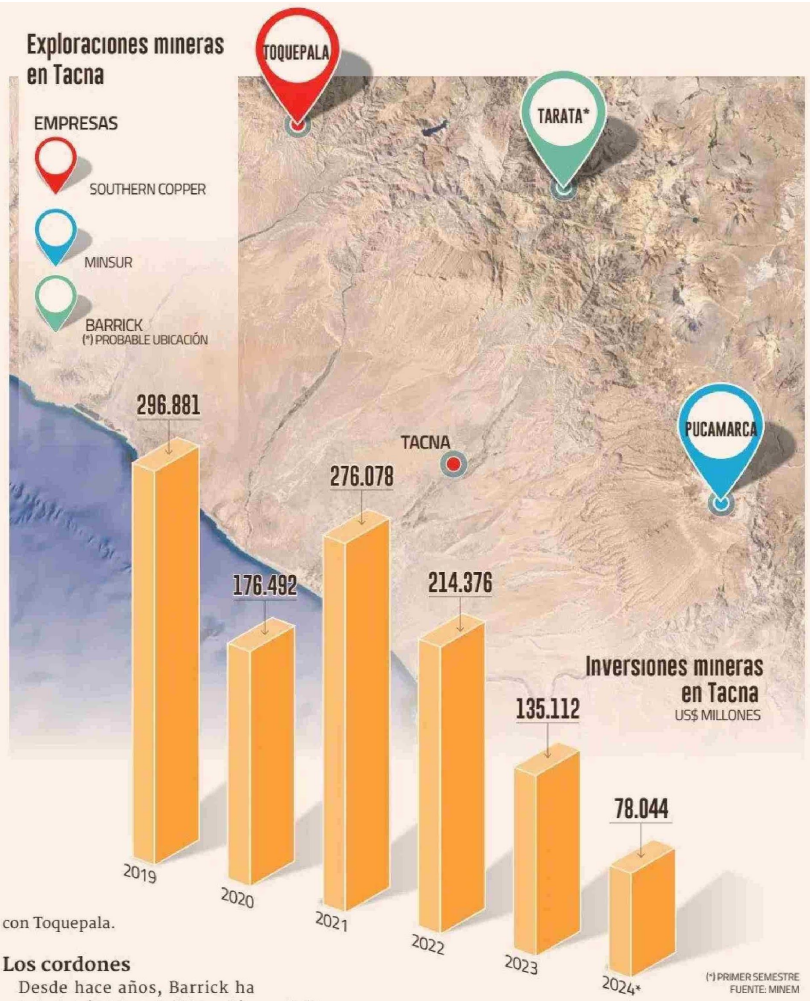 Exploraciones mineras
en Tacna
EMPRESAS
SOUTHERN COPPER
MINSUR
BARRICK
(*) PROBABLE UBICACIÓN
TOQUEPALA
TARATA*
PUCAMARCA
TACNA
296.881
176.492
276.078
214.376
135.112
78.044
Inversiones mineras
en Tacna
US$ MILLONES
2019
2020
2021
2022
2023
2024*
(*) PRIMER SEMESTRE
FUENTE: MINEM
con Toquepala.
Los cordones
Desde hace años, Barrick ha